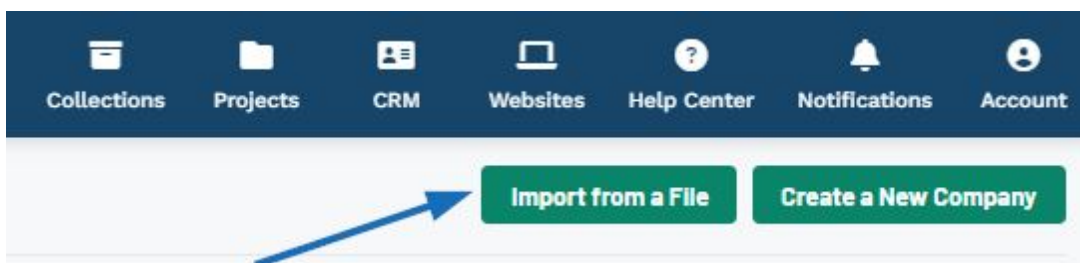 Collections Projects CRM Websites Help Center Notifications Account
Import from a File Create a New Company